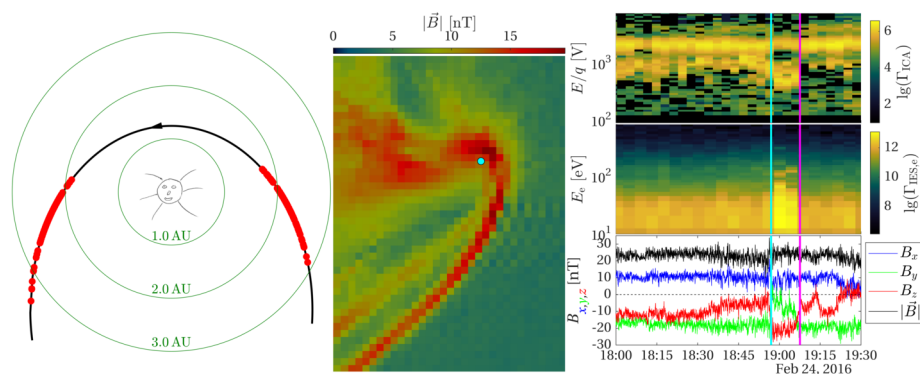 1.0 AU
2.0 AU
3.0 AU
|B⃗| [nT]
0 10
E/q [V]
10³
10²
6
4
2
lg(Γ_ICA)
E_e [eV]
10²
10¹
12
10
8
lg(Γ_IES,e)
B_x,y,z [nT]
30
20
10
0
-10
-20
-30
B_x
B_y
B_z
|B⃗|
18:00 18:15 18:30 18:45 19:00 19:15 19:30
Feb 24, 2016